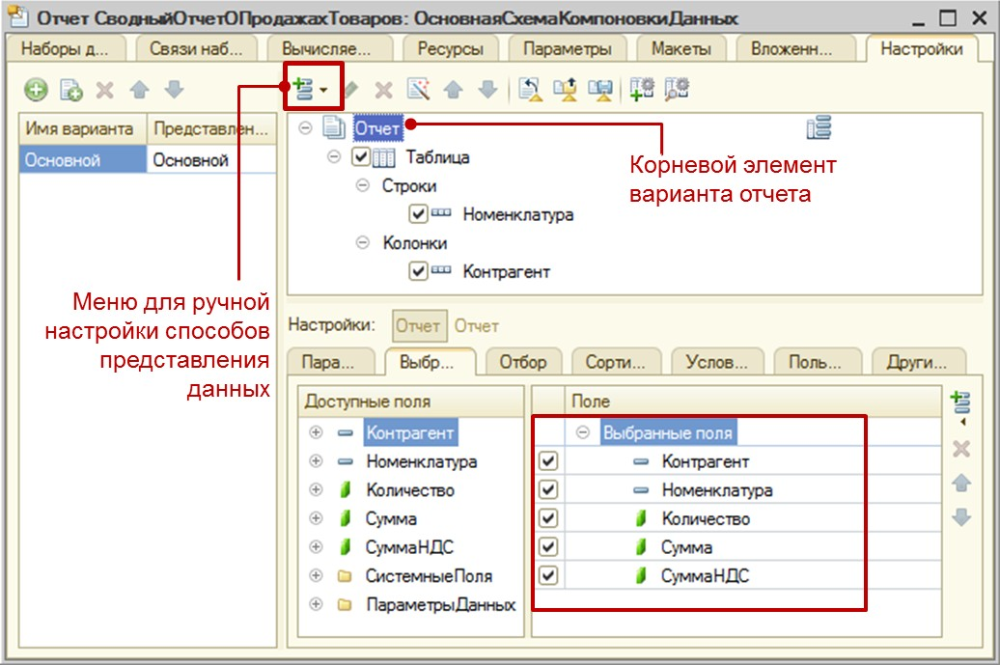 Отчет СводныйОтчетОПродажахТоваров: ОсновнаяСхемаКомпоновкиДанных
Наборы д... Связи наб... Вычисляе... Ресурсы Параметры Макеты Вложенн... Настройки
Имя варианта Представлен...
Основной Основной
Отчет
Таблица
Строки
Номенклатура
Колонки
Контрагент
Корневой элемент
варианта отчета
Меню для ручной
настройки способов
представления
данных
Настройки: Отчет Отчет
Пара... Выбр... Отбор Сорти... Услов... Поль... Други...
Доступные поля
Контрагент
Номенклатура
Количество
Сумма
СуммаНДС
СистемныеПоля
ПараметрыДанных
Поле
Выбранные поля
Контрагент
Номенклатура
Количество
Сумма
СуммаНДС